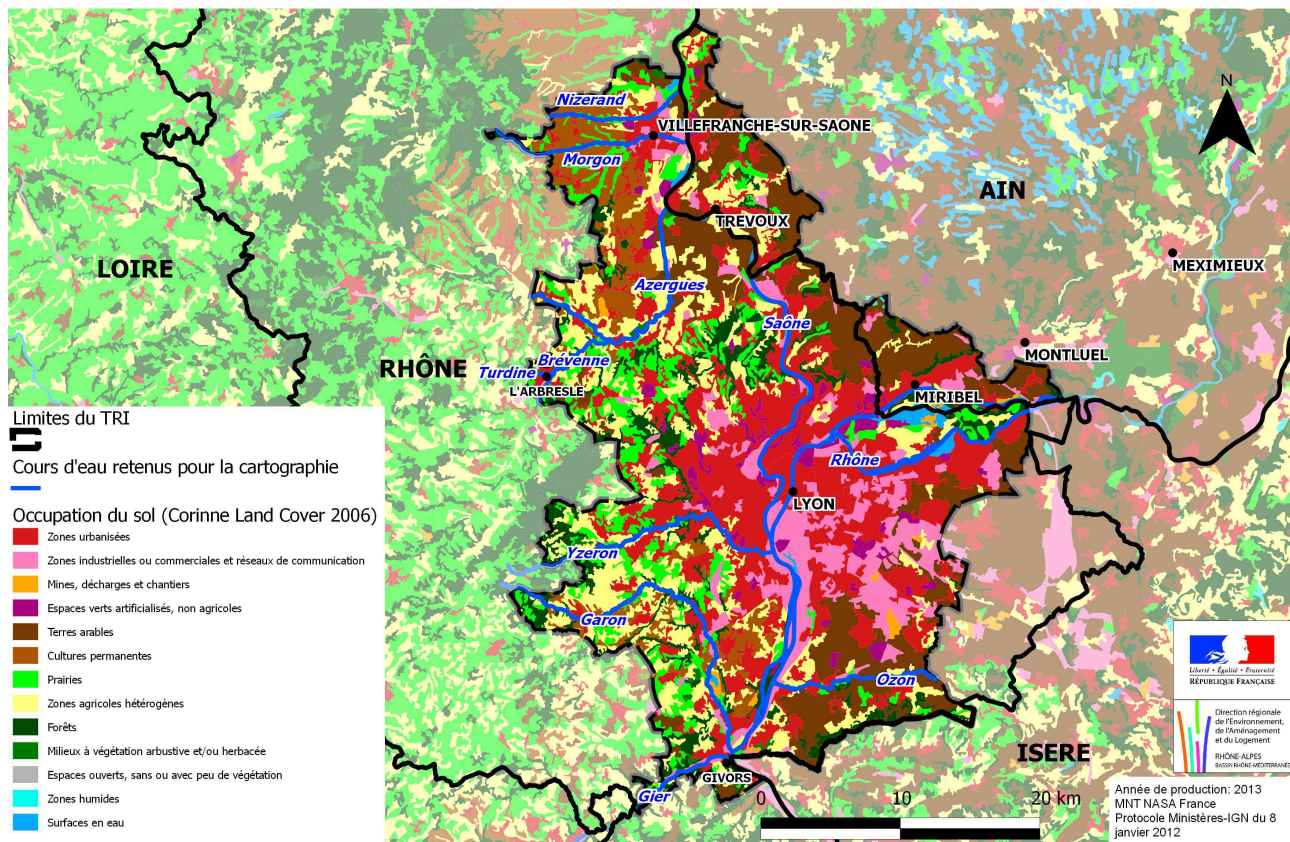 N
Nizerand
VILLEFRANCHE-SUR-SAONE
Morgon
AIN
TREVOUX
LOIRE
MEXIMIEUX
Azergues
Saône
MONTLUEL
RHÔNE
Brévenne
Turdine
L'ARBRESLE
MIRIBEL
Rhône
LYON
Yzeron
Garon
Ozon
ISERE
GIVORS
Gier
0 10 20 km
Limites du TRI
Cours d'eau retenus pour la cartographie
Occupation du sol (Corinne Land Cover 2006)
Zones urbanisées
Zones industrielles ou commerciales et réseaux de communication
Mines, décharges et chantiers
Espaces verts artificialisés, non agricoles
Terres arables
Cultures permanentes
Prairies
Zones agricoles hétérogènes
Forêts
Milieux à végétation arbustive et/ou herbacée
Espaces ouverts, sans ou avec peu de végétation
Zones humides
Surfaces en eau
Liberté • Égalité • Fraternité
RÉPUBLIQUE FRANÇAISE
Direction régionale
de l'Environnement,
de l'Aménagement
et du Logement
RHÔNE-ALPES
BASSIN RHÔNE-MÉDITERRANÉE
Année de production: 2013
MNT NASA France
Protocole Ministères-IGN du 8
janvier 2012